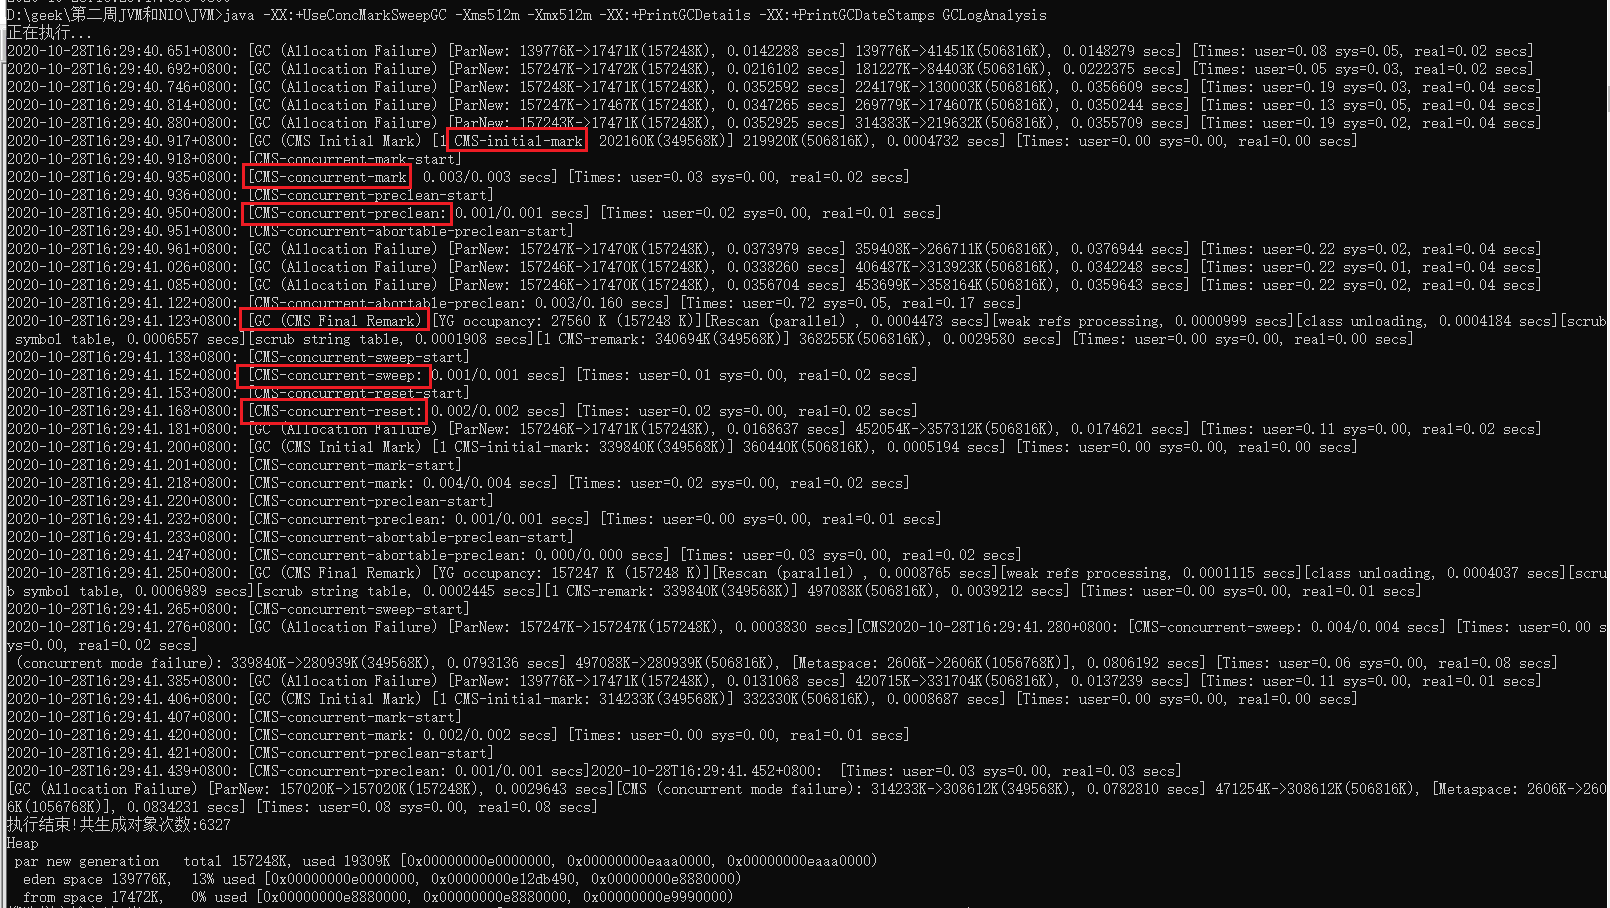 D:\geek\第二周JVM和NIO\JVM>java -XX:+UseConcMarkSweepGC -Xms512m -Xmx512m -XX:+PrintGCDetails -XX:+PrintGCDateStamps GCLogAnalysis
正在执行...
2020-10-28T16:29:40.651+0800: [GC (Allocation Failure) [ParNew: 139776K->17471K(157248K), 0.0142288 secs] 139776K->41451K(506816K), 0.0148279 secs] [Times: user=0.08 sys=0.05, real=0.02 secs]
2020-10-28T16:29:40.692+0800: [GC (Allocation Failure) [ParNew: 157247K->17472K(157248K), 0.0216102 secs] 181227K->84403K(506816K), 0.0222375 secs] [Times: user=0.05 sys=0.03, real=0.02 secs]
2020-10-28T16:29:40.746+0800: [GC (Allocation Failure) [ParNew: 157248K->17471K(157248K), 0.0352592 secs] 224179K->130003K(506816K), 0.0356609 secs] [Times: user=0.19 sys=0.03, real=0.04 secs]
2020-10-28T16:29:40.814+0800: [GC (Allocation Failure) [ParNew: 157247K->17467K(157248K), 0.0347265 secs] 269779K->174607K(506816K), 0.0350244 secs] [Times: user=0.13 sys=0.05, real=0.04 secs]
2020-10-28T16:29:40.880+0800: [GC (Allocation Failure) [ParNew: 157243K->17471K(157248K), 0.0352925 secs] 314383K->219632K(506816K), 0.0355709 secs] [Times: user=0.19 sys=0.02, real=0.04 secs]
2020-10-28T16:29:40.917+0800: [GC (CMS Initial Mark) [1 CMS-initial-mark 202160K(349568K)] 219920K(506816K), 0.0004732 secs] [Times: user=0.00 sys=0.00, real=0.00 secs]
2020-10-28T16:29:40.918+0800: [CMS-concurrent-mark-start]
2020-10-28T16:29:40.935+0800: [CMS-concurrent-mark 0.003/0.003 secs] [Times: user=0.03 sys=0.00, real=0.02 secs]
2020-10-28T16:29:40.936+0800: [CMS-concurrent-preclean-start]
2020-10-28T16:29:40.950+0800: [CMS-concurrent-preclean: 0.001/0.001 secs] [Times: user=0.02 sys=0.00, real=0.01 secs]
2020-10-28T16:29:40.951+0800: [CMS-concurrent-abortable-preclean-start]
2020-10-28T16:29:40.961+0800: [GC (Allocation Failure) [ParNew: 157247K->17470K(157248K), 0.0373979 secs] 359408K->266711K(506816K), 0.0376944 secs] [Times: user=0.22 sys=0.02, real=0.04 secs]
2020-10-28T16:29:41.026+0800: [GC (Allocation Failure) [ParNew: 157246K->17470K(157248K), 0.0338260 secs] 406487K->313923K(506816K), 0.0342248 secs] [Times: user=0.22 sys=0.01, real=0.04 secs]
2020-10-28T16:29:41.085+0800: [GC (Allocation Failure) [ParNew: 157246K->17470K(157248K), 0.0356704 secs] 453699K->358164K(506816K), 0.0359643 secs] [Times: user=0.22 sys=0.02, real=0.04 secs]
2020-10-28T16:29:41.122+0800: [CMS-concurrent-abortable-preclean: 0.003/0.160 secs] [Times: user=0.72 sys=0.05, real=0.17 secs]
2020-10-28T16:29:41.123+0800: [GC (CMS Final Remark) [YG occupancy: 27560 K (157248 K)][Rescan (parallel) , 0.0004473 secs][weak refs processing, 0.0000999 secs][class unloading, 0.0004184 secs][scrub
 symbol table, 0.0006557 secs][scrub string table, 0.0001908 secs][1 CMS-remark: 340694K(349568K)] 368255K(506816K), 0.0029580 secs] [Times: user=0.00 sys=0.00, real=0.00 secs]
2020-10-28T16:29:41.138+0800: [CMS-concurrent-sweep-start]
2020-10-28T16:29:41.152+0800: [CMS-concurrent-sweep: 0.001/0.001 secs] [Times: user=0.01 sys=0.00, real=0.02 secs]
2020-10-28T16:29:41.153+0800: [CMS-concurrent-reset-start]
2020-10-28T16:29:41.168+0800: [CMS-concurrent-reset: 0.002/0.002 secs] [Times: user=0.02 sys=0.00, real=0.02 secs]
2020-10-28T16:29:41.181+0800: [GC (Allocation Failure) [ParNew: 157246K->17471K(157248K), 0.0168637 secs] 452054K->357312K(506816K), 0.0174621 secs] [Times: user=0.11 sys=0.00, real=0.02 secs]
2020-10-28T16:29:41.200+0800: [GC (CMS Initial Mark) [1 CMS-initial-mark: 339840K(349568K)] 360440K(506816K), 0.0005194 secs] [Times: user=0.00 sys=0.00, real=0.00 secs]
2020-10-28T16:29:41.201+0800: [CMS-concurrent-mark-start]
2020-10-28T16:29:41.218+0800: [CMS-concurrent-mark: 0.004/0.004 secs] [Times: user=0.02 sys=0.00, real=0.02 secs]
2020-10-28T16:29:41.220+0800: [CMS-concurrent-preclean-start]
2020-10-28T16:29:41.232+0800: [CMS-concurrent-preclean: 0.001/0.001 secs] [Times: user=0.00 sys=0.00, real=0.01 secs]
2020-10-28T16:29:41.233+0800: [CMS-concurrent-abortable-preclean-start]
2020-10-28T16:29:41.247+0800: [CMS-concurrent-abortable-preclean: 0.000/0.000 secs] [Times: user=0.03 sys=0.00, real=0.02 secs]
2020-10-28T16:29:41.250+0800: [GC (CMS Final Remark) [YG occupancy: 157247 K (157248 K)][Rescan (parallel) , 0.0008765 secs][weak refs processing, 0.0001115 secs][class unloading, 0.0004037 secs][scru
b symbol table, 0.0006989 secs][scrub string table, 0.0002445 secs][1 CMS-remark: 339840K(349568K)] 497088K(506816K), 0.0039212 secs] [Times: user=0.00 sys=0.00, real=0.01 secs]
2020-10-28T16:29:41.265+0800: [CMS-concurrent-sweep-start]
2020-10-28T16:29:41.276+0800: [GC (Allocation Failure) [ParNew: 157247K->157247K(157248K), 0.0003830 secs][CMS2020-10-28T16:29:41.280+0800: [CMS-concurrent-sweep: 0.004/0.004 secs] [Times: user=0.00 s
ys=0.00, real=0.02 secs]
 (concurrent mode failure): 339840K->280939K(349568K), 0.0793136 secs] 497088K->280939K(506816K), [Metaspace: 2606K->2606K(1056768K)], 0.0806192 secs] [Times: user=0.06 sys=0.00, real=0.08 secs]
2020-10-28T16:29:41.385+0800: [GC (Allocation Failure) [ParNew: 139776K->17471K(157248K), 0.0131068 secs] 420715K->331704K(506816K), 0.0137239 secs] [Times: user=0.11 sys=0.00, real=0.01 secs]
2020-10-28T16:29:41.406+0800: [GC (CMS Initial Mark) [1 CMS-initial-mark: 314233K(349568K)] 332330K(506816K), 0.0008687 secs] [Times: user=0.00 sys=0.00, real=0.00 secs]
2020-10-28T16:29:41.407+0800: [CMS-concurrent-mark-start]
2020-10-28T16:29:41.420+0800: [CMS-concurrent-mark: 0.002/0.002 secs] [Times: user=0.00 sys=0.00, real=0.01 secs]
2020-10-28T16:29:41.421+0800: [CMS-concurrent-preclean-start]
2020-10-28T16:29:41.439+0800: [CMS-concurrent-preclean: 0.001/0.001 secs]2020-10-28T16:29:41.452+0800:  [Times: user=0.03 sys=0.00, real=0.03 secs]
[GC (Allocation Failure) [ParNew: 157020K->157020K(157248K), 0.0029643 secs][CMS (concurrent mode failure): 314233K->308612K(349568K), 0.0782810 secs] 471254K->308612K(506816K), [Metaspace: 2606K->260
6K(1056768K)], 0.0834231 secs] [Times: user=0.08 sys=0.00, real=0.08 secs]
执行结束!共生成对象次数:6327
Heap
 par new generation   total 157248K, used 19309K [0x00000000e0000000, 0x00000000eaaa0000, 0x00000000eaaa0000)
  eden space 139776K,  13% used [0x00000000e0000000, 0x00000000e12db490, 0x00000000e8880000)
  from space 17472K,   0% used [0x00000000e8880000, 0x00000000e8880000, 0x00000000e9990000)